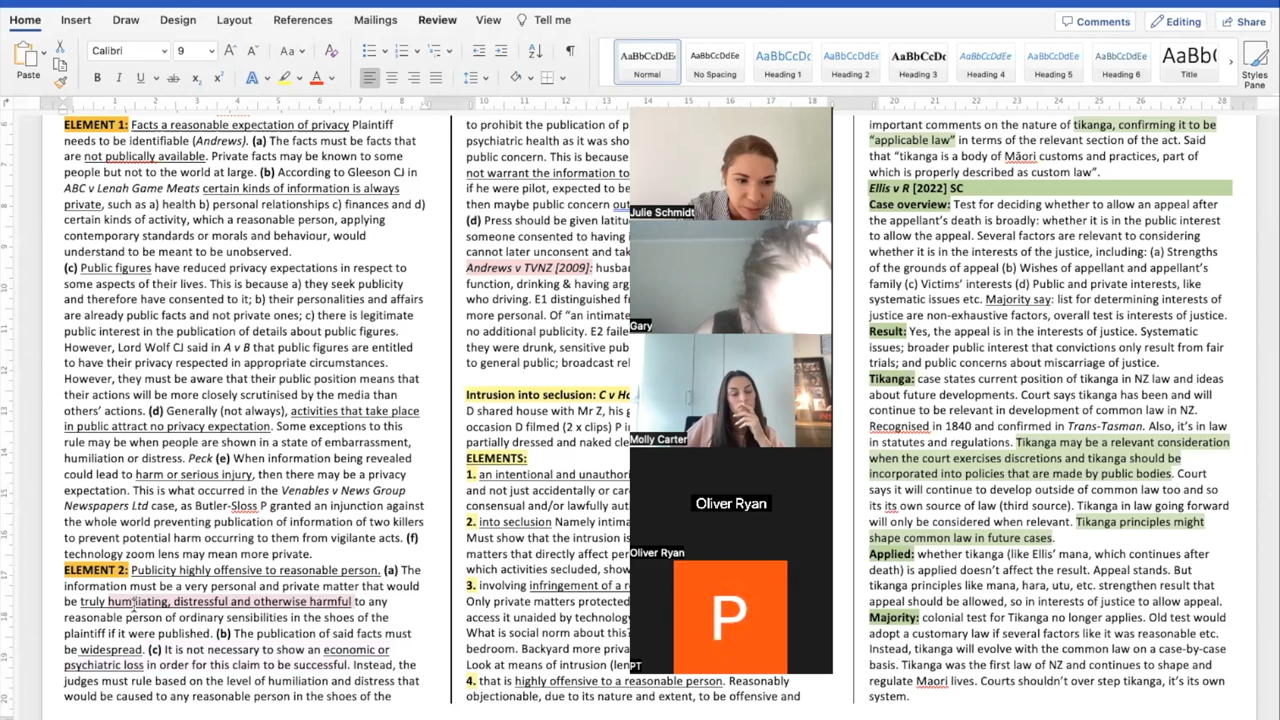 Home Insert Draw Design Layout References Mailings Review View Tell me
Comments Editing Share
Paste
Calibri 9
AaBbCcDdEe Normal
AaBbCcDdEe No Spacing
AaBbCcDd Heading 1
AaBbCcDdEe Heading 2
AaBbCcDc Heading 3
AaBbCcDdEe Heading 4
AaBbCcDdEe Heading 5
AaBbCcDdEe Heading 6
AaBb( Title
Styles Pane
ELEMENT 1: Facts a reasonable expectation of privacy Plaintiff
needs to be identifiable (Andrews). (a) The facts must be facts that
are not publically available. Private facts may be known to some
people but not to the world at large. (b) According to Gleeson CJ in
ABC v Lenah Game Meats certain kinds of information is always
private, such as a) health b) personal relationships c) finances and d)
certain kinds of activity, which a reasonable person, applying
contemporary standards or morals and behaviour, would
understand to be meant to be unobserved.
(c) Public figures have reduced privacy expectations in respect to
some aspects of their lives. This is because a) they seek publicity
and therefore have consented to it; b) their personalities and affairs
are already public facts and not private ones; c) there is legitimate
public interest in the publication of details about public figures.
However, Lord Wolf CJ said in A v B that public figures are entitled
to have their privacy respected in appropriate circumstances.
However, they must be aware that their public position means that
their actions will be more closely scrutinised by the media than
others’ actions. (d) Generally (not always), activities that take place
in public attract no privacy expectation. Some exceptions to this
rule may be when people are shown in a state of embarrassment,
humiliation or distress. Peck (e) When information being revealed
could lead to harm or serious injury, then there may be a privacy
expectation. This is what occurred in the Venables v News Group
Newspapers Ltd case, as Butler-Sloss P granted an injunction against
the whole world preventing publication of information of two killers
to prevent potential harm occurring to them from vigilante acts. (f)
technology zoom lens may mean more private.
ELEMENT 2: Publicity highly offensive to reasonable person. (a) The
information must be a very personal and private matter that would
be truly humiliating, distressful and otherwise harmful to any
reasonable person of ordinary sensibilities in the shoes of the
plaintiff if it were published. (b) The publication of said facts must
be widespread. (c) It is not necessary to show an economic or
psychiatric loss in order for this claim to be successful. Instead, the
judges must rule based on the level of humiliation and distress that
would be caused to any reasonable person in the shoes of the
to prohibit the publication of p
psychiatric health as it was sho
public concern. This is because
not warrant the information to
if he were pilot, expected to be
then maybe public concern out
(d) Press should be given latitu
someone consented to having i
cannot later unconsent and tak
Andrews v TVNZ [2009]: husba
function, drinking & having arg
who driving. E1 distinguished f
more personal. Of “an intimate
no additional publicity. E2 faile
they were drunk, sensitive pub
to general public; broadcast rel
Intrusion into seclusion: C v Ho
D shared house with Mr Z, his g
occasion D filmed (2 x clips) P i
partially dressed and naked cle
ELEMENTS:
1. an intentional and unauthori
and not just accidentally or car
consensual and/or lawfully aut
2. into seclusion Namely intima
Must show that the intrusion is
matters that directly affect per
which activities secluded, show
3. involving infringement of a r
Only private matters protected
access it unaided by technology
What is social norm about this?
bedroom. Backyard more priva
Look at means of intrusion (len
4. that is highly offensive to a reasonable person. Reasonably
objectionable, due to its nature and extent, to be offensive and
Julie Schmidt
Gary
Molly Carter
Oliver Ryan
Oliver Ryan
P
PT
important comments on the nature of tikanga, confirming it to be
“applicable law” in terms of the relevant section of the act. Said
that “tikanga is a body of Māori customs and practices, part of
which is properly described as custom law”.
Ellis v R [2022] SC
Case overview: Test for deciding whether to allow an appeal after
the appellant’s death is broadly: whether it is in the public interest
to allow the appeal. Several factors are relevant to considering
whether it is in the interests of the justice, including: (a) Strengths
of the grounds of appeal (b) Wishes of appellant and appellant’s
family (c) Victims’ interests (d) Public and private interests, like
systematic issues etc. Majority say: list for determining interests of
justice are non-exhaustive factors, overall test is interests of justice.
Result: Yes, the appeal is in the interests of justice. Systematic
issues; broader public interest that convictions only result from fair
trials; and public concerns about miscarriage of justice.
Tikanga: case states current position of tikanga in NZ law and ideas
about future developments. Court says tikanga has been and will
continue to be relevant in development of common law in NZ.
Recognised in 1840 and confirmed in Trans-Tasman. Also, it’s in law
in statutes and regulations. Tikanga may be a relevant consideration
when the court exercises discretions and tikanga should be
incorporated into policies that are made by public bodies. Court
says it will continue to develop outside of common law too and so
its its own source of law (third source). Tikanga in law going forward
will only be considered when relevant. Tikanga principles might
shape common law in future cases.
Applied: whether tikanga (like Ellis’ mana, which continues after
death) is applied doesn’t affect the result. Appeal stands. But
tikanga principles like mana, hara, utu, etc. strengthen result that
appeal should be allowed, so in interests of justice to allow appeal.
Majority: colonial test for Tikanga no longer applies. Old test would
adopt a customary law if several factors like it was reasonable etc.
Instead, tikanga will evolve with the common law on a case-by-case
basis. Tikanga was the first law of NZ and continues to shape and
regulate Maori lives. Courts shouldn’t over step tikanga, it’s its own
system.